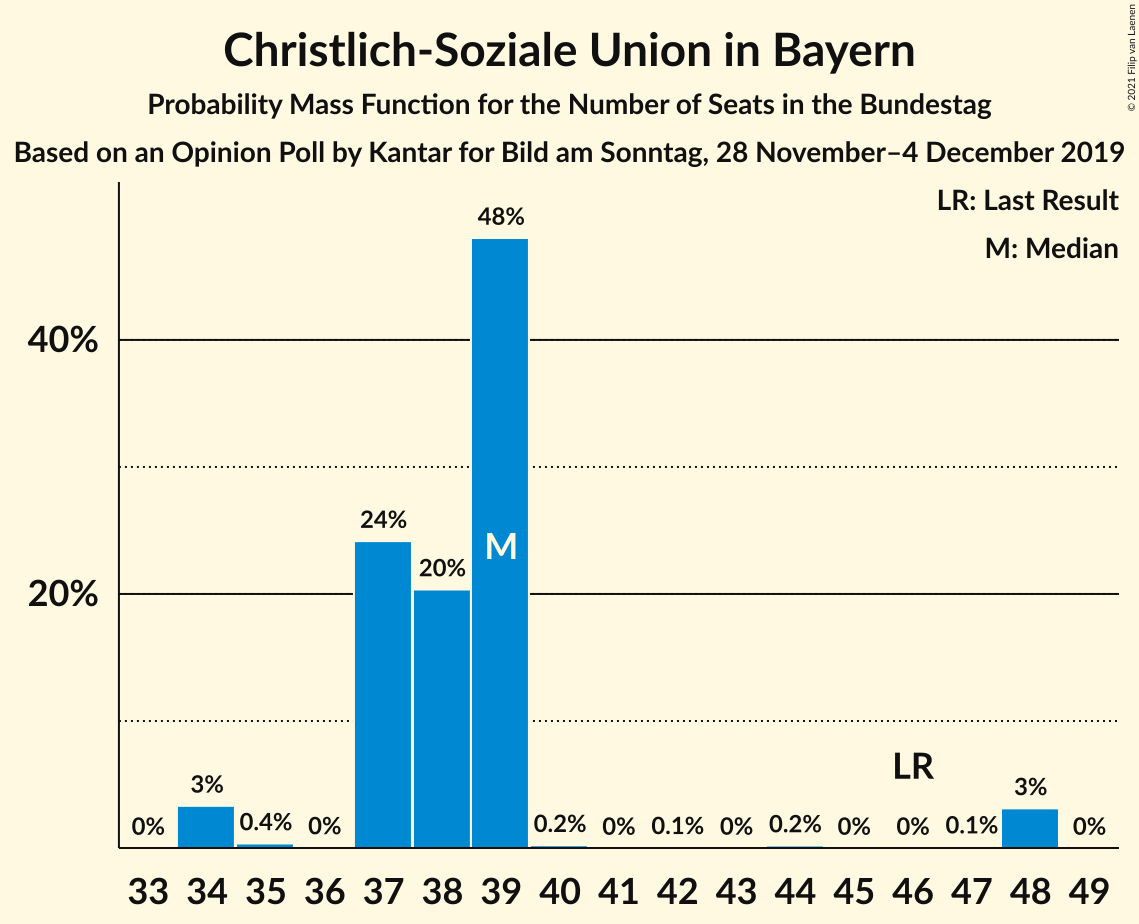 Christlich-Soziale Union in Bayern
Probability Mass Function for the Number of Seats in the Bundestag
Based on an Opinion Poll by Kantar for Bild am Sonntag, 28 November–4 December 2019
© 2021 Filip van Laenen
LR: Last Result
M: Median
48%
40%
24%
M
20%
20%
LR
3%
3%
0%
0.4%
0%
0.2%
0%
0.1%
0%
0.2%
0%
0%
0.1%
0%
33 34 35 36 37 38 39 40 41 42 43 44 45 46 47 48 49